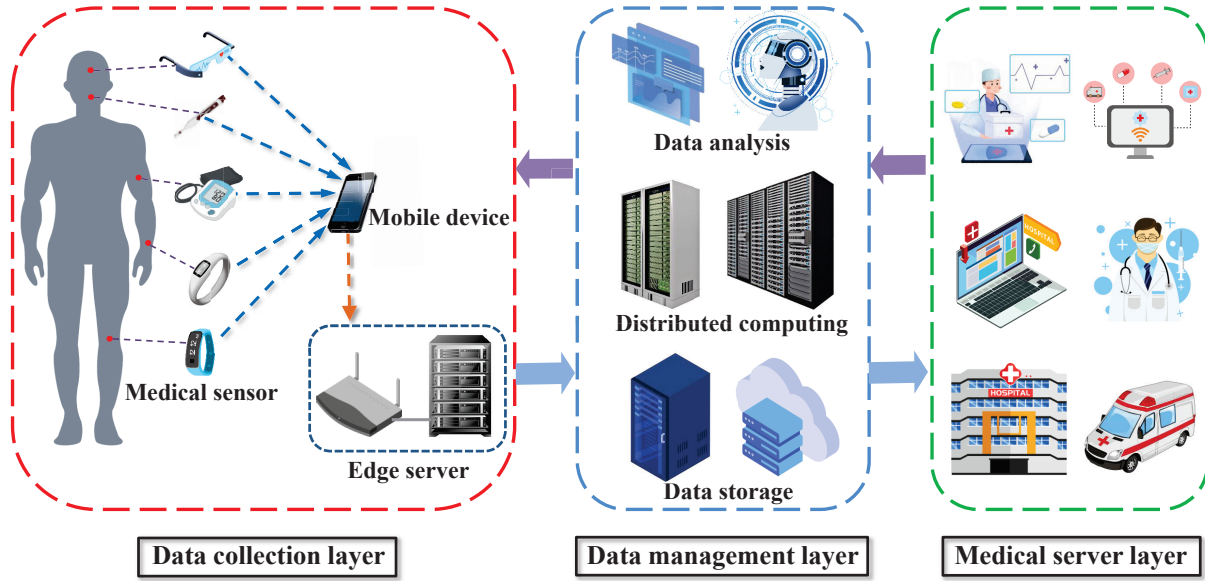 Data analysis
Mobile device
HOSPITAL
Distributed computing
Medical sensor
HOSPITAL
Edge server
Data storage
Data collection layer
Data management layer
Medical server layer